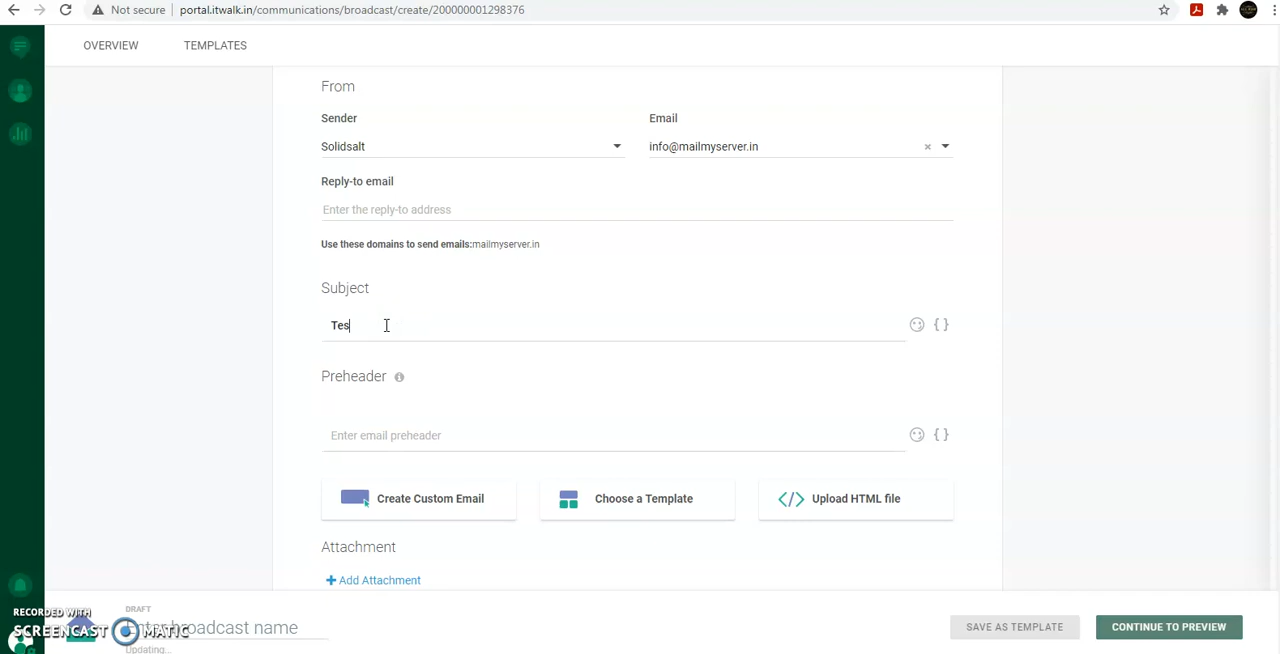 Not secure
portal.itwalk.in/communications/broadcast/create/200000001298376
OVERVIEW
TEMPLATES
From
Sender
Email
Solidsalt
info@mailmyserver.in
Reply-to email
Enter the reply-to address
Use these domains to send emails:mailmyserver.in
Subject
Tes
{ }
Preheader
Enter email preheader
{ }
Create Custom Email
Choose a Template
</> Upload HTML file
Attachment
+ Add Attachment
DRAFT
Enter broadcast name
Updating...
RECORDED WITH
SCREENCAST MATIC
SAVE AS TEMPLATE
CONTINUE TO PREVIEW